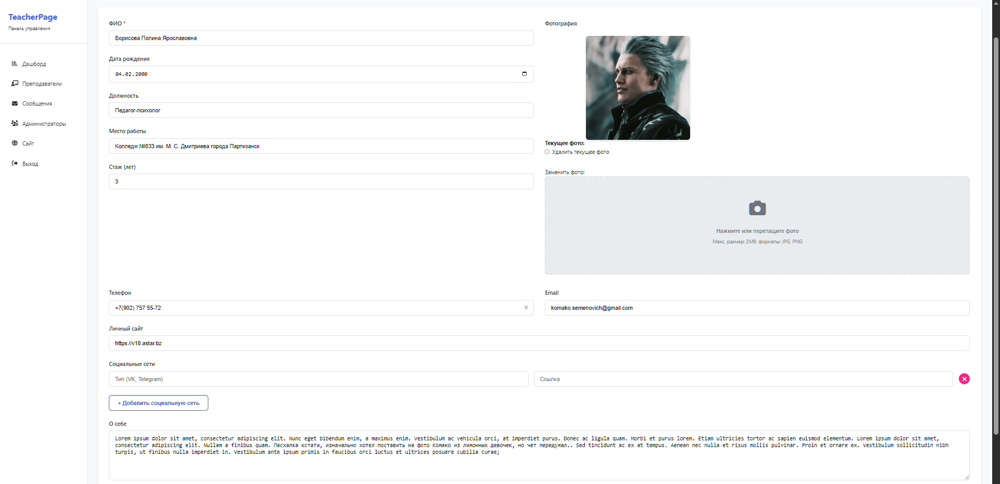 TeacherPage
Панель управления
Дашборд
Преподаватели
Сообщения
Администраторы
Сайт
Выход
ФИО *
Борисова Полина Ярославовна
Дата рождения
04.02.2000
Должность
Педагог-психолог
Место работы
Колледж №833 им. М. С. Дмитриева города Партизанск
Стаж (лет)
3
Фотография
Текущее фото:
Удалить текущее фото
Заменить фото:
Нажмите или перетащите фото
Макс. размер: 2MB, форматы: JPG, PNG
Телефон
+7(902) 757 55-72
Email
komako.semenovich@gmail.com
Личный сайт
https://v18.astar.bz
Социальные сети
Тип (VK, Telegram)
Ссылка
+ Добавить социальную сеть
О себе
Lorem ipsum dolor sit amet, consectetur adipiscing elit. Nunc eget bibendum enim, a maximus enim. Vestibulum ac vehicula orci, at imperdiet purus. Donec ac ligula quam. Morbi et purus lorem. Etiam ultricies tortor ac sapien euismod elementum. Lorem ipsum dolor sit amet,
consectetur adipiscing elit. Nullam a finibus quam. Пасхалка кстати, изначально хотел поставить на фото Комако из лимонных девочек, но чет передумал.. Sed tincidunt ac ex at tempus. Aenean nec nulla et risus mollis pulvinar. Proin et ornare ex. Vestibulum sollicitudin nibh
turpis, ut finibus nulla imperdiet in. Vestibulum ante ipsum primis in faucibus orci luctus et ultrices posuere cubilia curae;